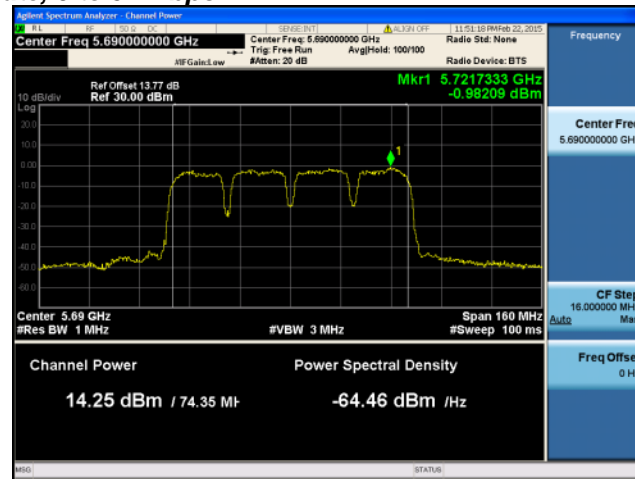 Agilent Spectrum Analyzer - Channel Power
RL RF 50 Ω DC SENSE:INT ALIGN OFF 11:51:18 PM Feb 22, 2015
Center Freq 5.690000000 GHz
Center Freq: 5.690000000 GHz
Radio Std: None
Trig: Free Run Avg|Hold: 100/100
#IFGain:Low #Atten: 20 dB Radio Device: BTS
Frequency
Ref Offset 13.77 dB
10 dB/div Ref 30.00 dBm
Log
Mkr1 5.7217333 GHz
-0.98209 dBm
20.0
10.0
0.00
-10.0
-20.0
-30.0
-40.0
-50.0
-60.0
1
Center 5.69 GHz Span 160 MHz
#Res BW 1 MHz #VBW 3 MHz #Sweep 100 ms
Center Fre
5.690000000 GH
CF Ste
16.000000 MH
Auto Ma
Freq Offse
0 H
Channel Power Power Spectral Density
14.25 dBm / 74.35 MH -64.46 dBm /Hz
MSG STATUS